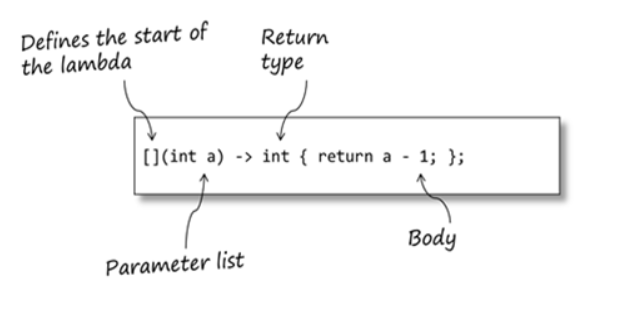 Defines the start of
the lambda
Return
type
[](int a) -> int { return a - 1; };
Parameter list
Body